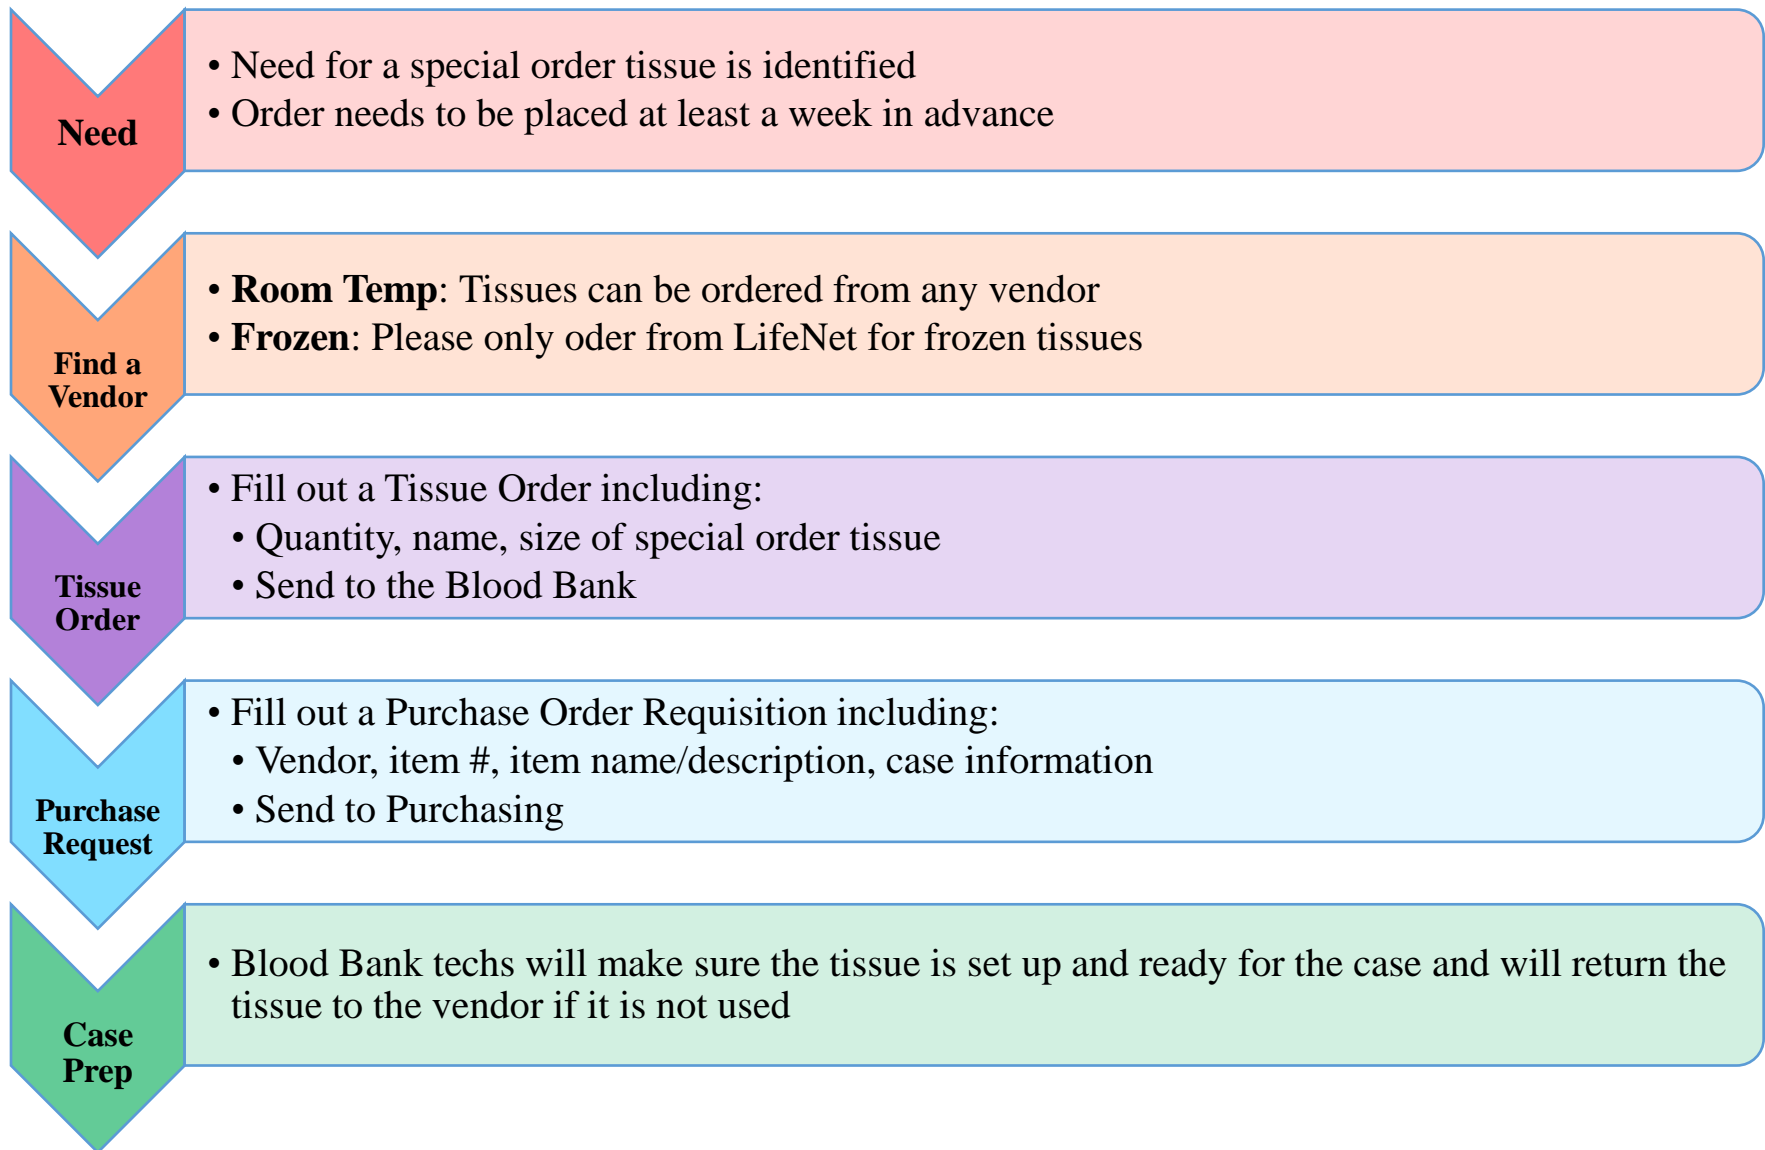 Need
• Need for a special order tissue is identified
• Order needs to be placed at least a week in advance
Find a
Vendor
• Room Temp: Tissues can be ordered from any vendor
• Frozen: Please only oder from LifeNet for frozen tissues
Tissue
Order
• Fill out a Tissue Order including:
• Quantity, name, size of special order tissue
• Send to the Blood Bank
Purchase
Request
• Fill out a Purchase Order Requisition including:
• Vendor, item #, item name/description, case information
• Send to Purchasing
Case
Prep
• Blood Bank techs will make sure the tissue is set up and ready for the case and will return the
tissue to the vendor if it is not used